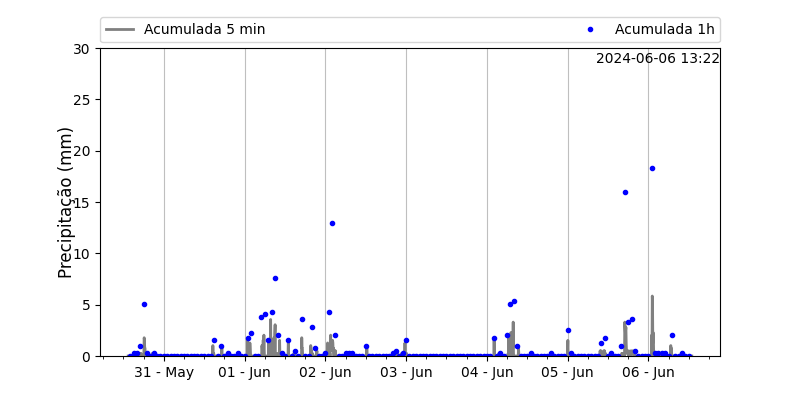 Acumulada 5 min
Acumulada 1h
2024-06-06 13:22
Precipitação (mm)
30
25
20
15
10
5
0
31 - May
01 - Jun
02 - Jun
03 - Jun
04 - Jun
05 - Jun
06 - Jun